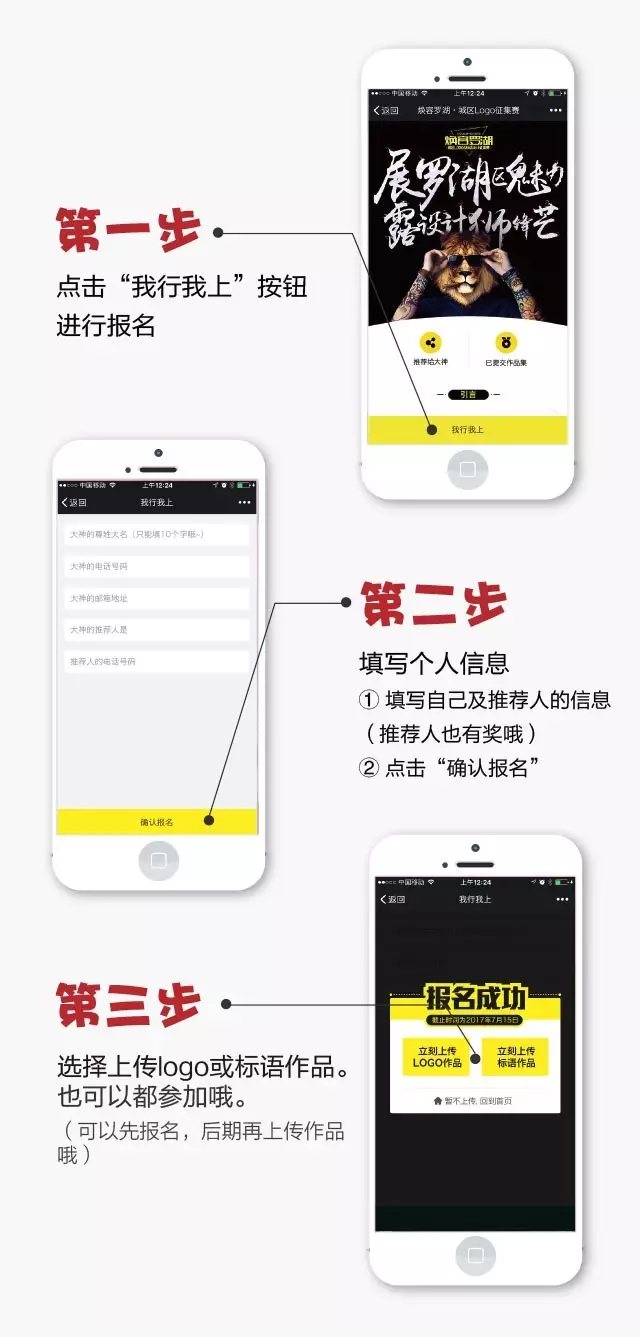 中国移动
上午12:24
返回
焕容罗湖·城区Logo征集赛
焕容罗湖
展罗湖区魅力
露设计师锋芒
推荐给大神
已提交作品集
引言
我行我上
第一步
点击“我行我上”按钮
进行报名
中国移动
上午12:24
返回
我行我上
大神的尊姓大名（只能填10个字哦~）
大神的电话号码
大神的邮箱地址
大神的推荐人是
推荐人的电话号码
确认报名
第二步
填写个人信息
① 填写自己及推荐人的信息
（推荐人也有奖哦）
② 点击“确认报名”
中国移动
上午12:24
返回
我行我上
报名成功
截止时间为2017年7月15日
立刻上传
LOGO作品
立刻上传
标语作品
暂不上传, 回到首页
第三步
选择上传logo或标语作品。
也可以都参加哦。
（可以先报名，后期再上传作品
哦）